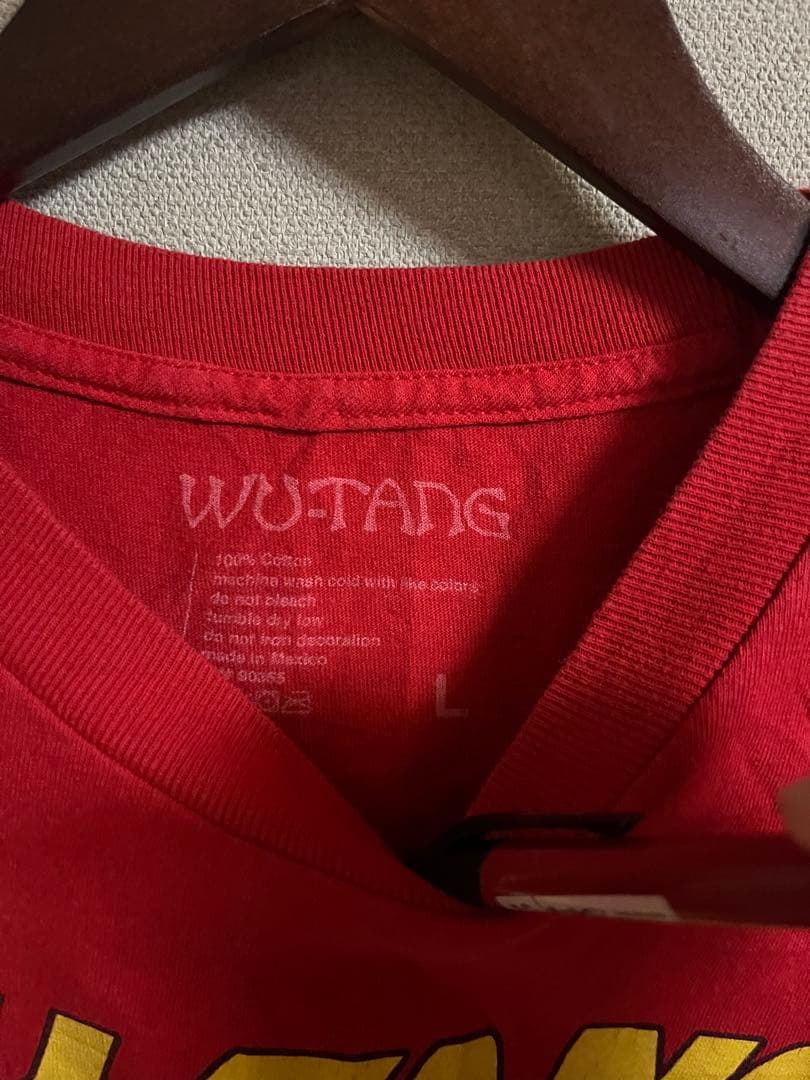 WU-TANG
100% Cotton
machine wash cold with like colors
do not bleach
tumble dry low
do not iron decoration
made in Mexico
90355
L